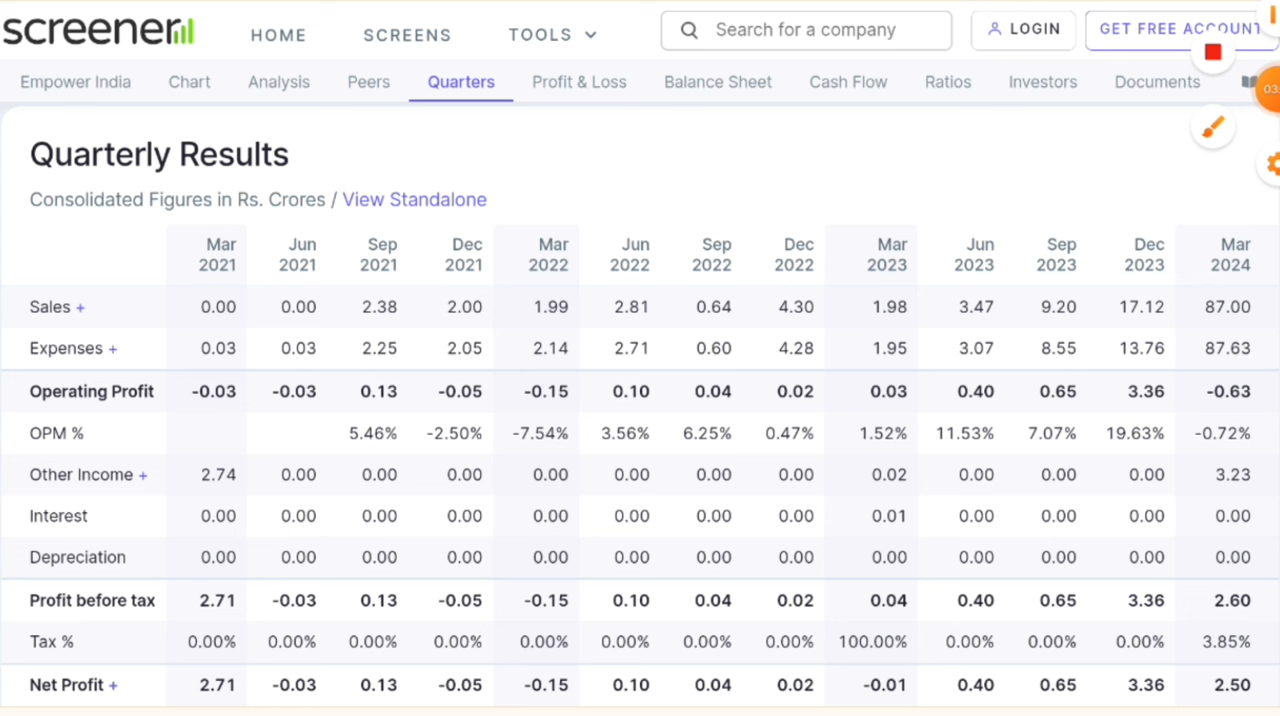 screener
HOME SCREENS TOOLS Search for a company LOGIN GET FREE ACCOUNT
Empower India Chart Analysis Peers Quarters Profit & Loss Balance Sheet Cash Flow Ratios Investors Documents
03:
Quarterly Results
Consolidated Figures in Rs. Crores / View Standalone
Mar Jun Sep Dec Mar Jun Sep Dec Mar Jun Sep Dec Mar
2021 2021 2021 2021 2022 2022 2022 2022 2023 2023 2023 2023 2024
Sales + 0.00 0.00 2.38 2.00 1.99 2.81 0.64 4.30 1.98 3.47 9.20 17.12 87.00
Expenses + 0.03 0.03 2.25 2.05 2.14 2.71 0.60 4.28 1.95 3.07 8.55 13.76 87.63
Operating Profit -0.03 -0.03 0.13 -0.05 -0.15 0.10 0.04 0.02 0.03 0.40 0.65 3.36 -0.63
OPM % 5.46% -2.50% -7.54% 3.56% 6.25% 0.47% 1.52% 11.53% 7.07% 19.63% -0.72%
Other Income + 2.74 0.00 0.00 0.00 0.00 0.00 0.00 0.00 0.02 0.00 0.00 0.00 3.23
Interest 0.00 0.00 0.00 0.00 0.00 0.00 0.00 0.00 0.01 0.00 0.00 0.00 0.00
Depreciation 0.00 0.00 0.00 0.00 0.00 0.00 0.00 0.00 0.00 0.00 0.00 0.00 0.00
Profit before tax 2.71 -0.03 0.13 -0.05 -0.15 0.10 0.04 0.02 0.04 0.40 0.65 3.36 2.60
Tax % 0.00% 0.00% 0.00% 0.00% 0.00% 0.00% 0.00% 0.00% 100.00% 0.00% 0.00% 0.00% 3.85%
Net Profit + 2.71 -0.03 0.13 -0.05 -0.15 0.10 0.04 0.02 -0.01 0.40 0.65 3.36 2.50